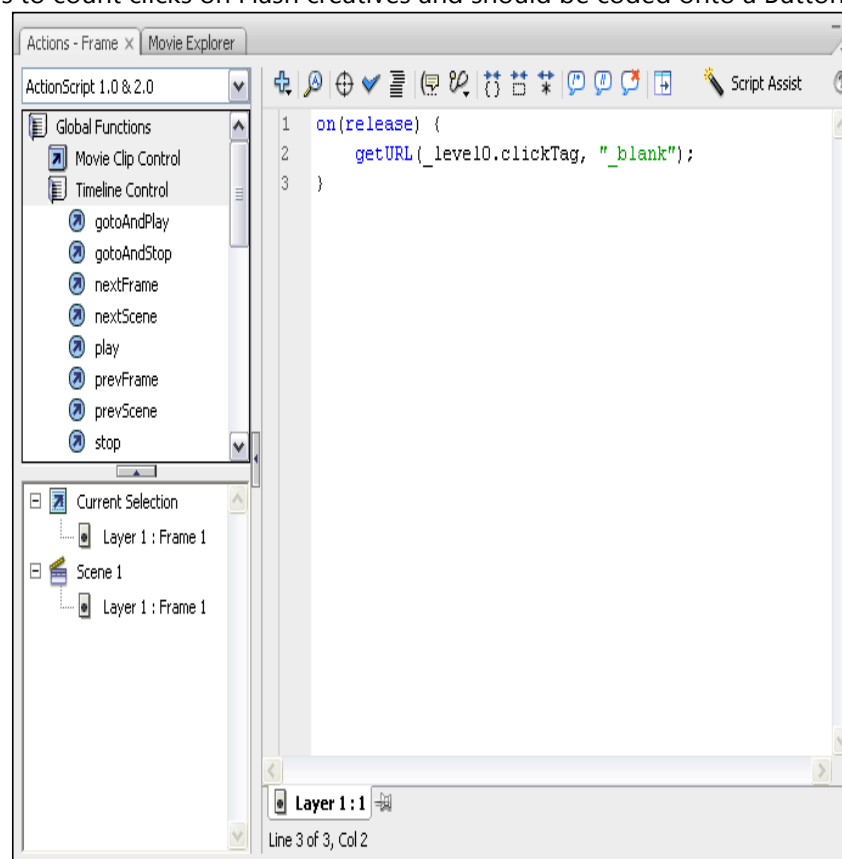 s to count clicks on Flash creatives and should be coded onto a Button
Actions - Frame × Movie Explorer
ActionScript 1.0 & 2.0
Script Assist
Global Functions
Movie Clip Control
Timeline Control
gotoAndPlay
gotoAndStop
nextFrame
nextScene
play
prevFrame
prevScene
stop
1 on(release) {
2 getURL(_level0.clickTag, "_blank");
3 }
Current Selection
Layer 1 : Frame 1
Scene 1
Layer 1 : Frame 1
Layer 1 : 1
Line 3 of 3, Col 2